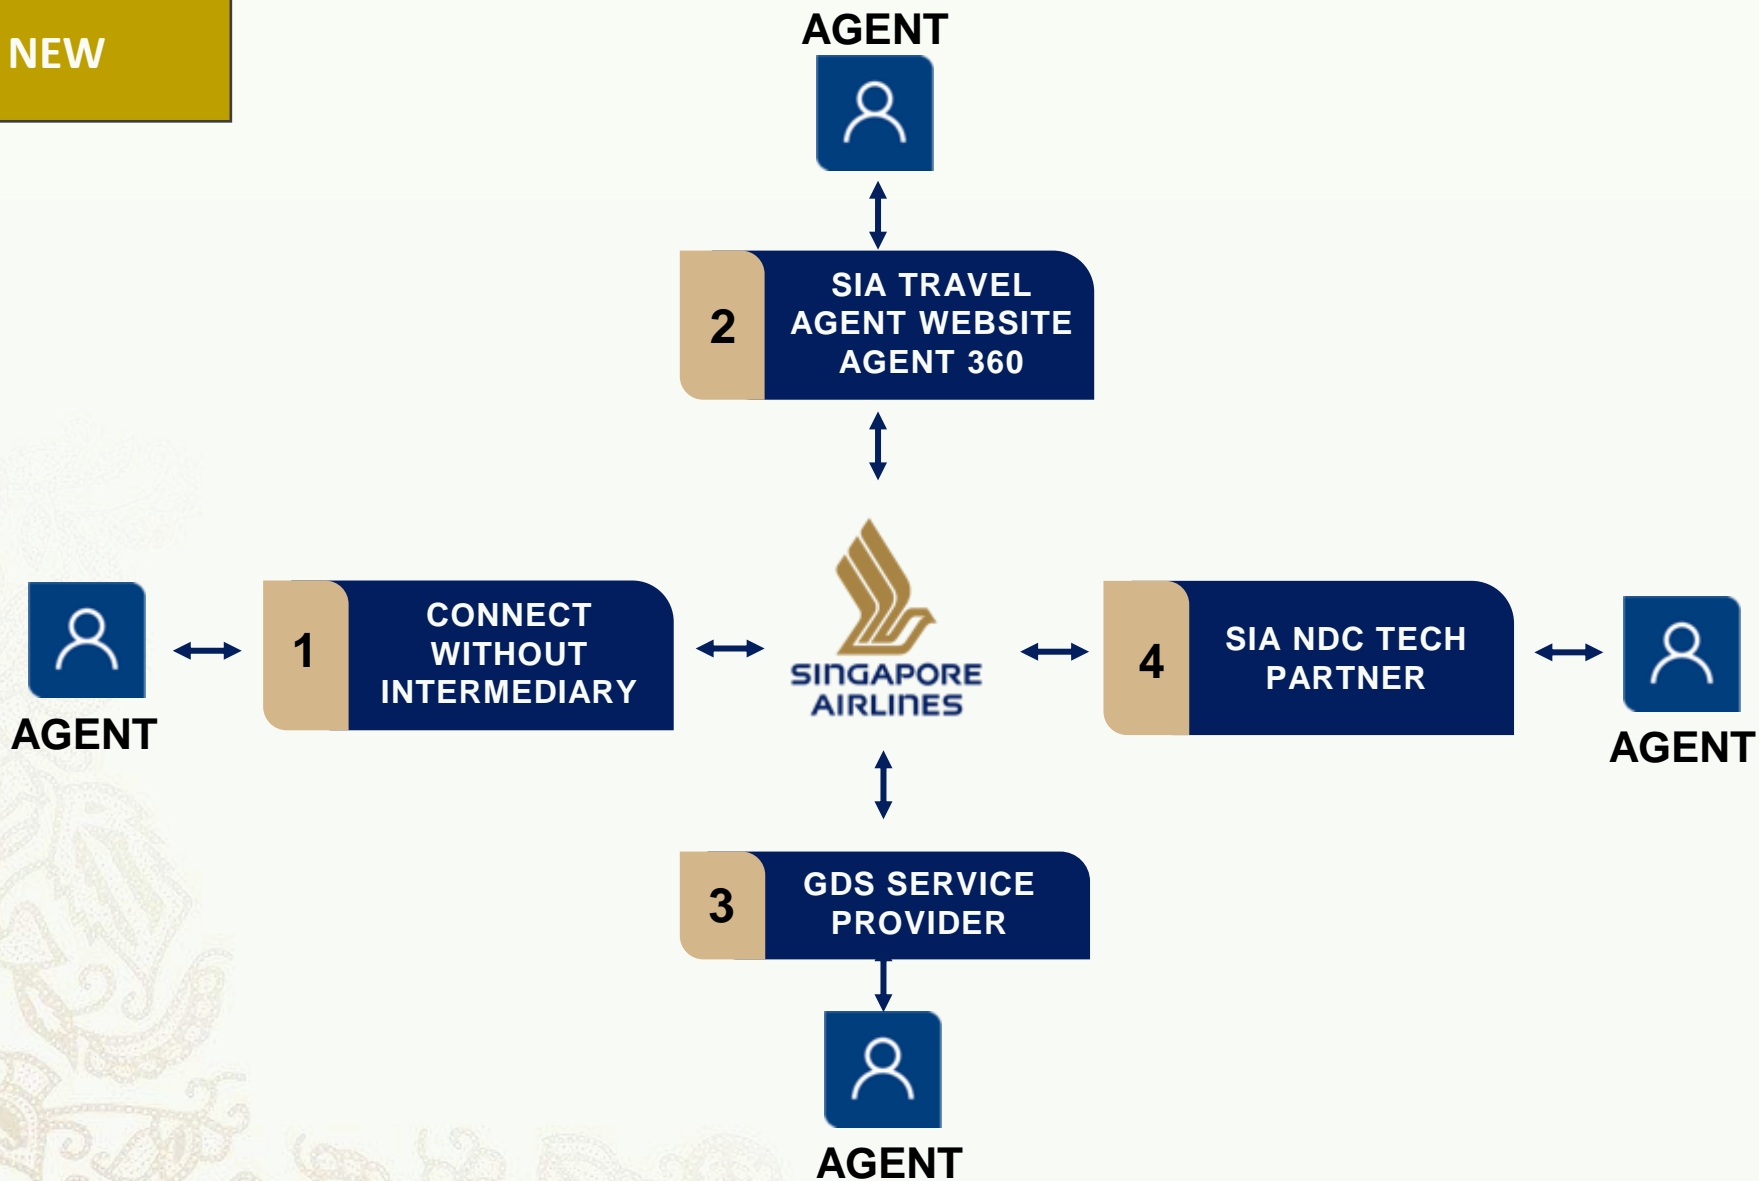 NEW
AGENT
2
SIA TRAVEL
AGENT WEBSITE
AGENT 360
AGENT
1
CONNECT
WITHOUT
INTERMEDIARY
SINGAPORE
AIRLINES
4
SIA NDC TECH
PARTNER
AGENT
3
GDS SERVICE
PROVIDER
AGENT